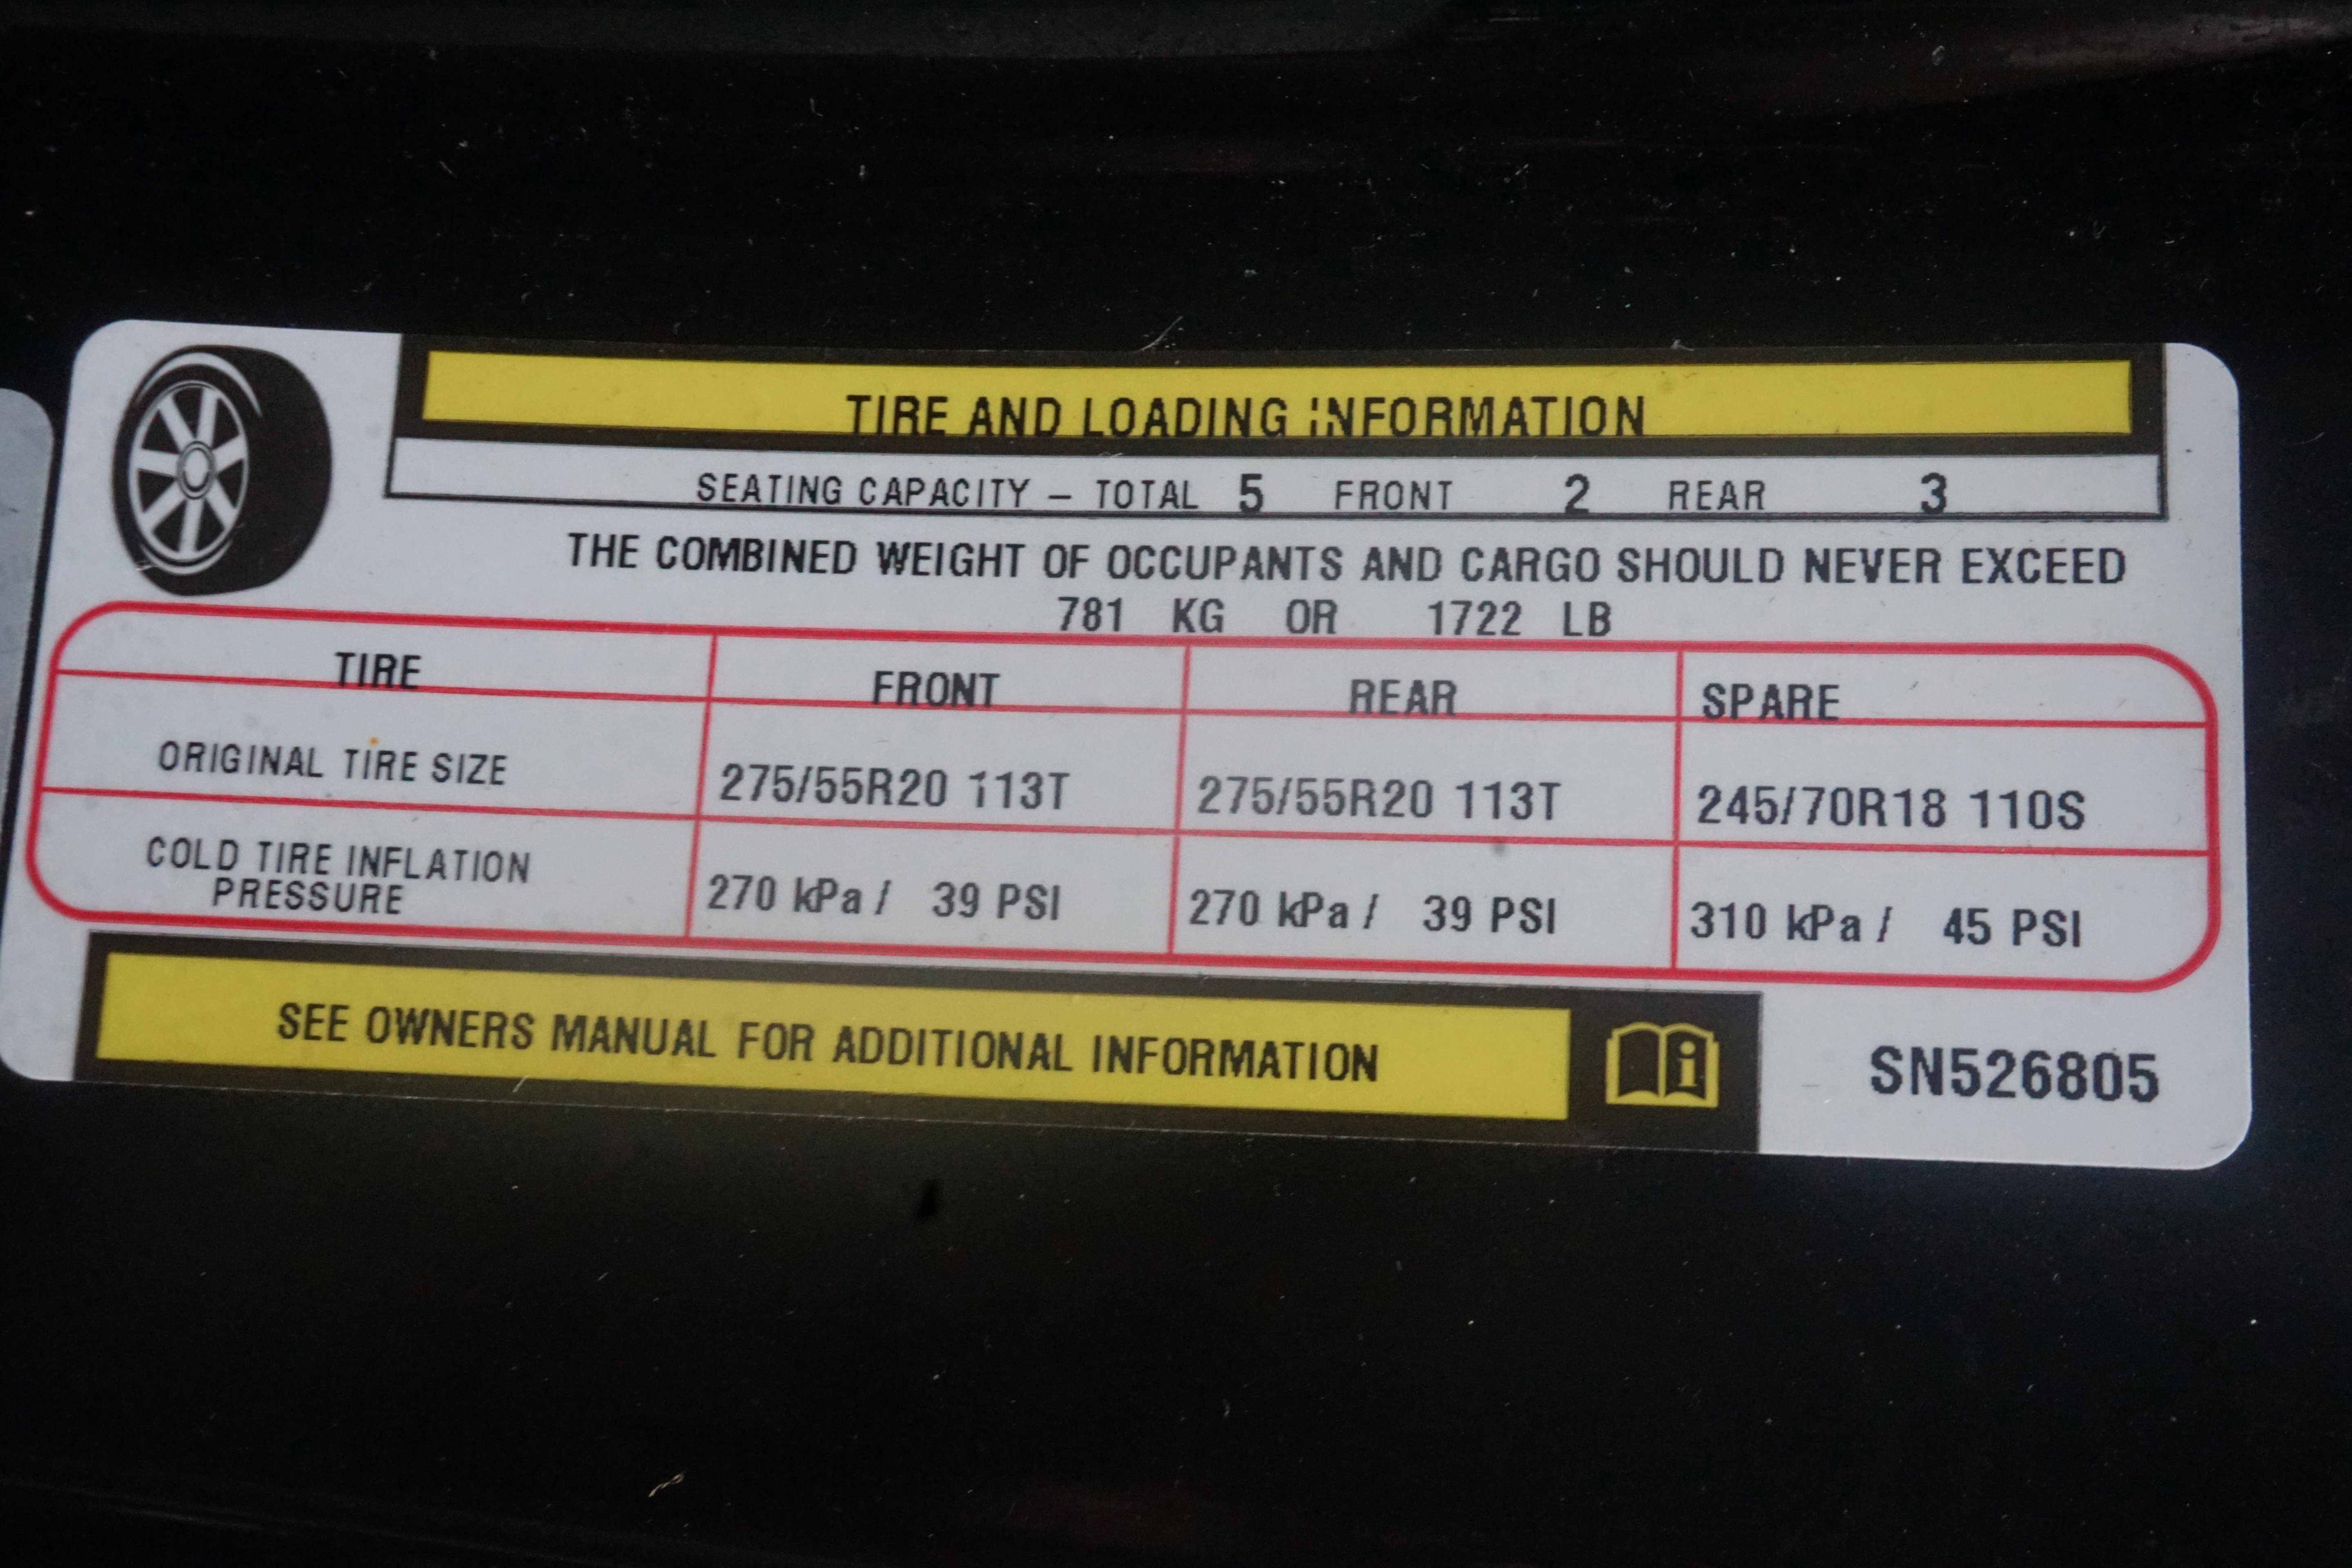 TIRE AND LOADING INFORMATION
SEATING CAPACITY – TOTAL 5 FRONT 2 REAR 3
THE COMBINED WEIGHT OF OCCUPANTS AND CARGO SHOULD NEVER EXCEED
781 KG OR 1722 LB
TIRE FRONT REAR SPARE
ORIGINAL TIRE SIZE 275/55R20 113T 275/55R20 113T 245/70R18 110S
COLD TIRE INFLATION
PRESSURE 270 kPa / 39 PSI 270 kPa / 39 PSI 310 kPa / 45 PSI
SEE OWNERS MANUAL FOR ADDITIONAL INFORMATION i
SN526805